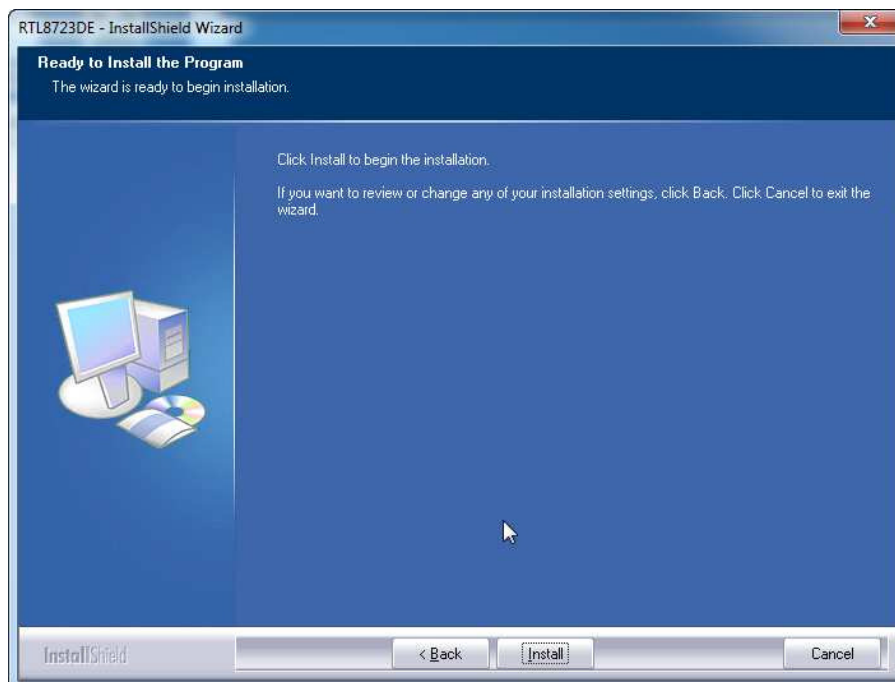 RTL8723DE - InstallShield Wizard
Ready to Install the Program
The wizard is ready to begin installation.
Click Install to begin the installation.
If you want to review or change any of your installation settings, click Back. Click Cancel to exit the
wizard.
InstallShield
< Back
Install
Cancel